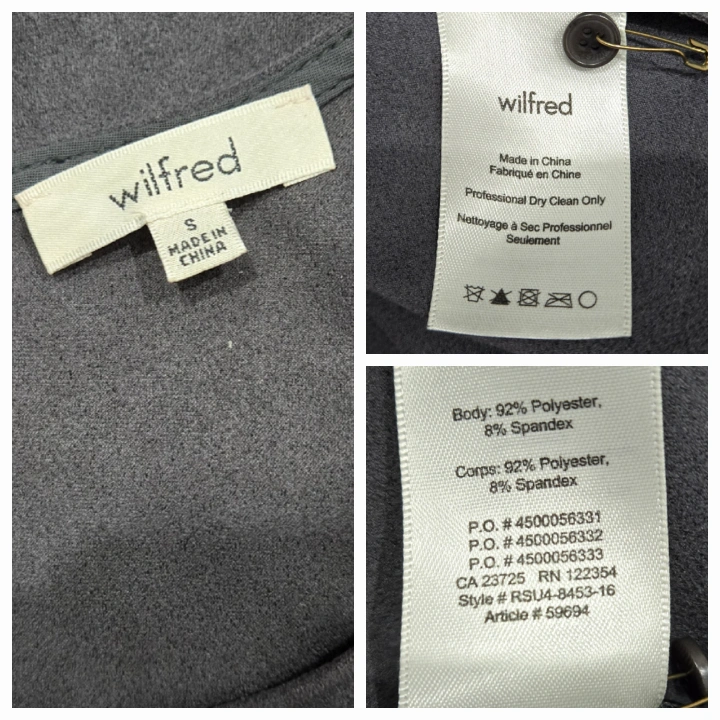 wilfred
S
MADE IN
CHINA
wilfred
Made in China
Fabriqué en Chine
Professional Dry Clean Only
Nettoyage à Sec Professionnel
Seulement
Body: 92% Polyester,
8% Spandex
Corps: 92% Polyester,
8% Spandex
P.O. # 4500056331
P.O. # 4500056332
P.O. # 4500056333
CA 23725 RN 122354
Style # RSU4-8453-16
Article # 59694